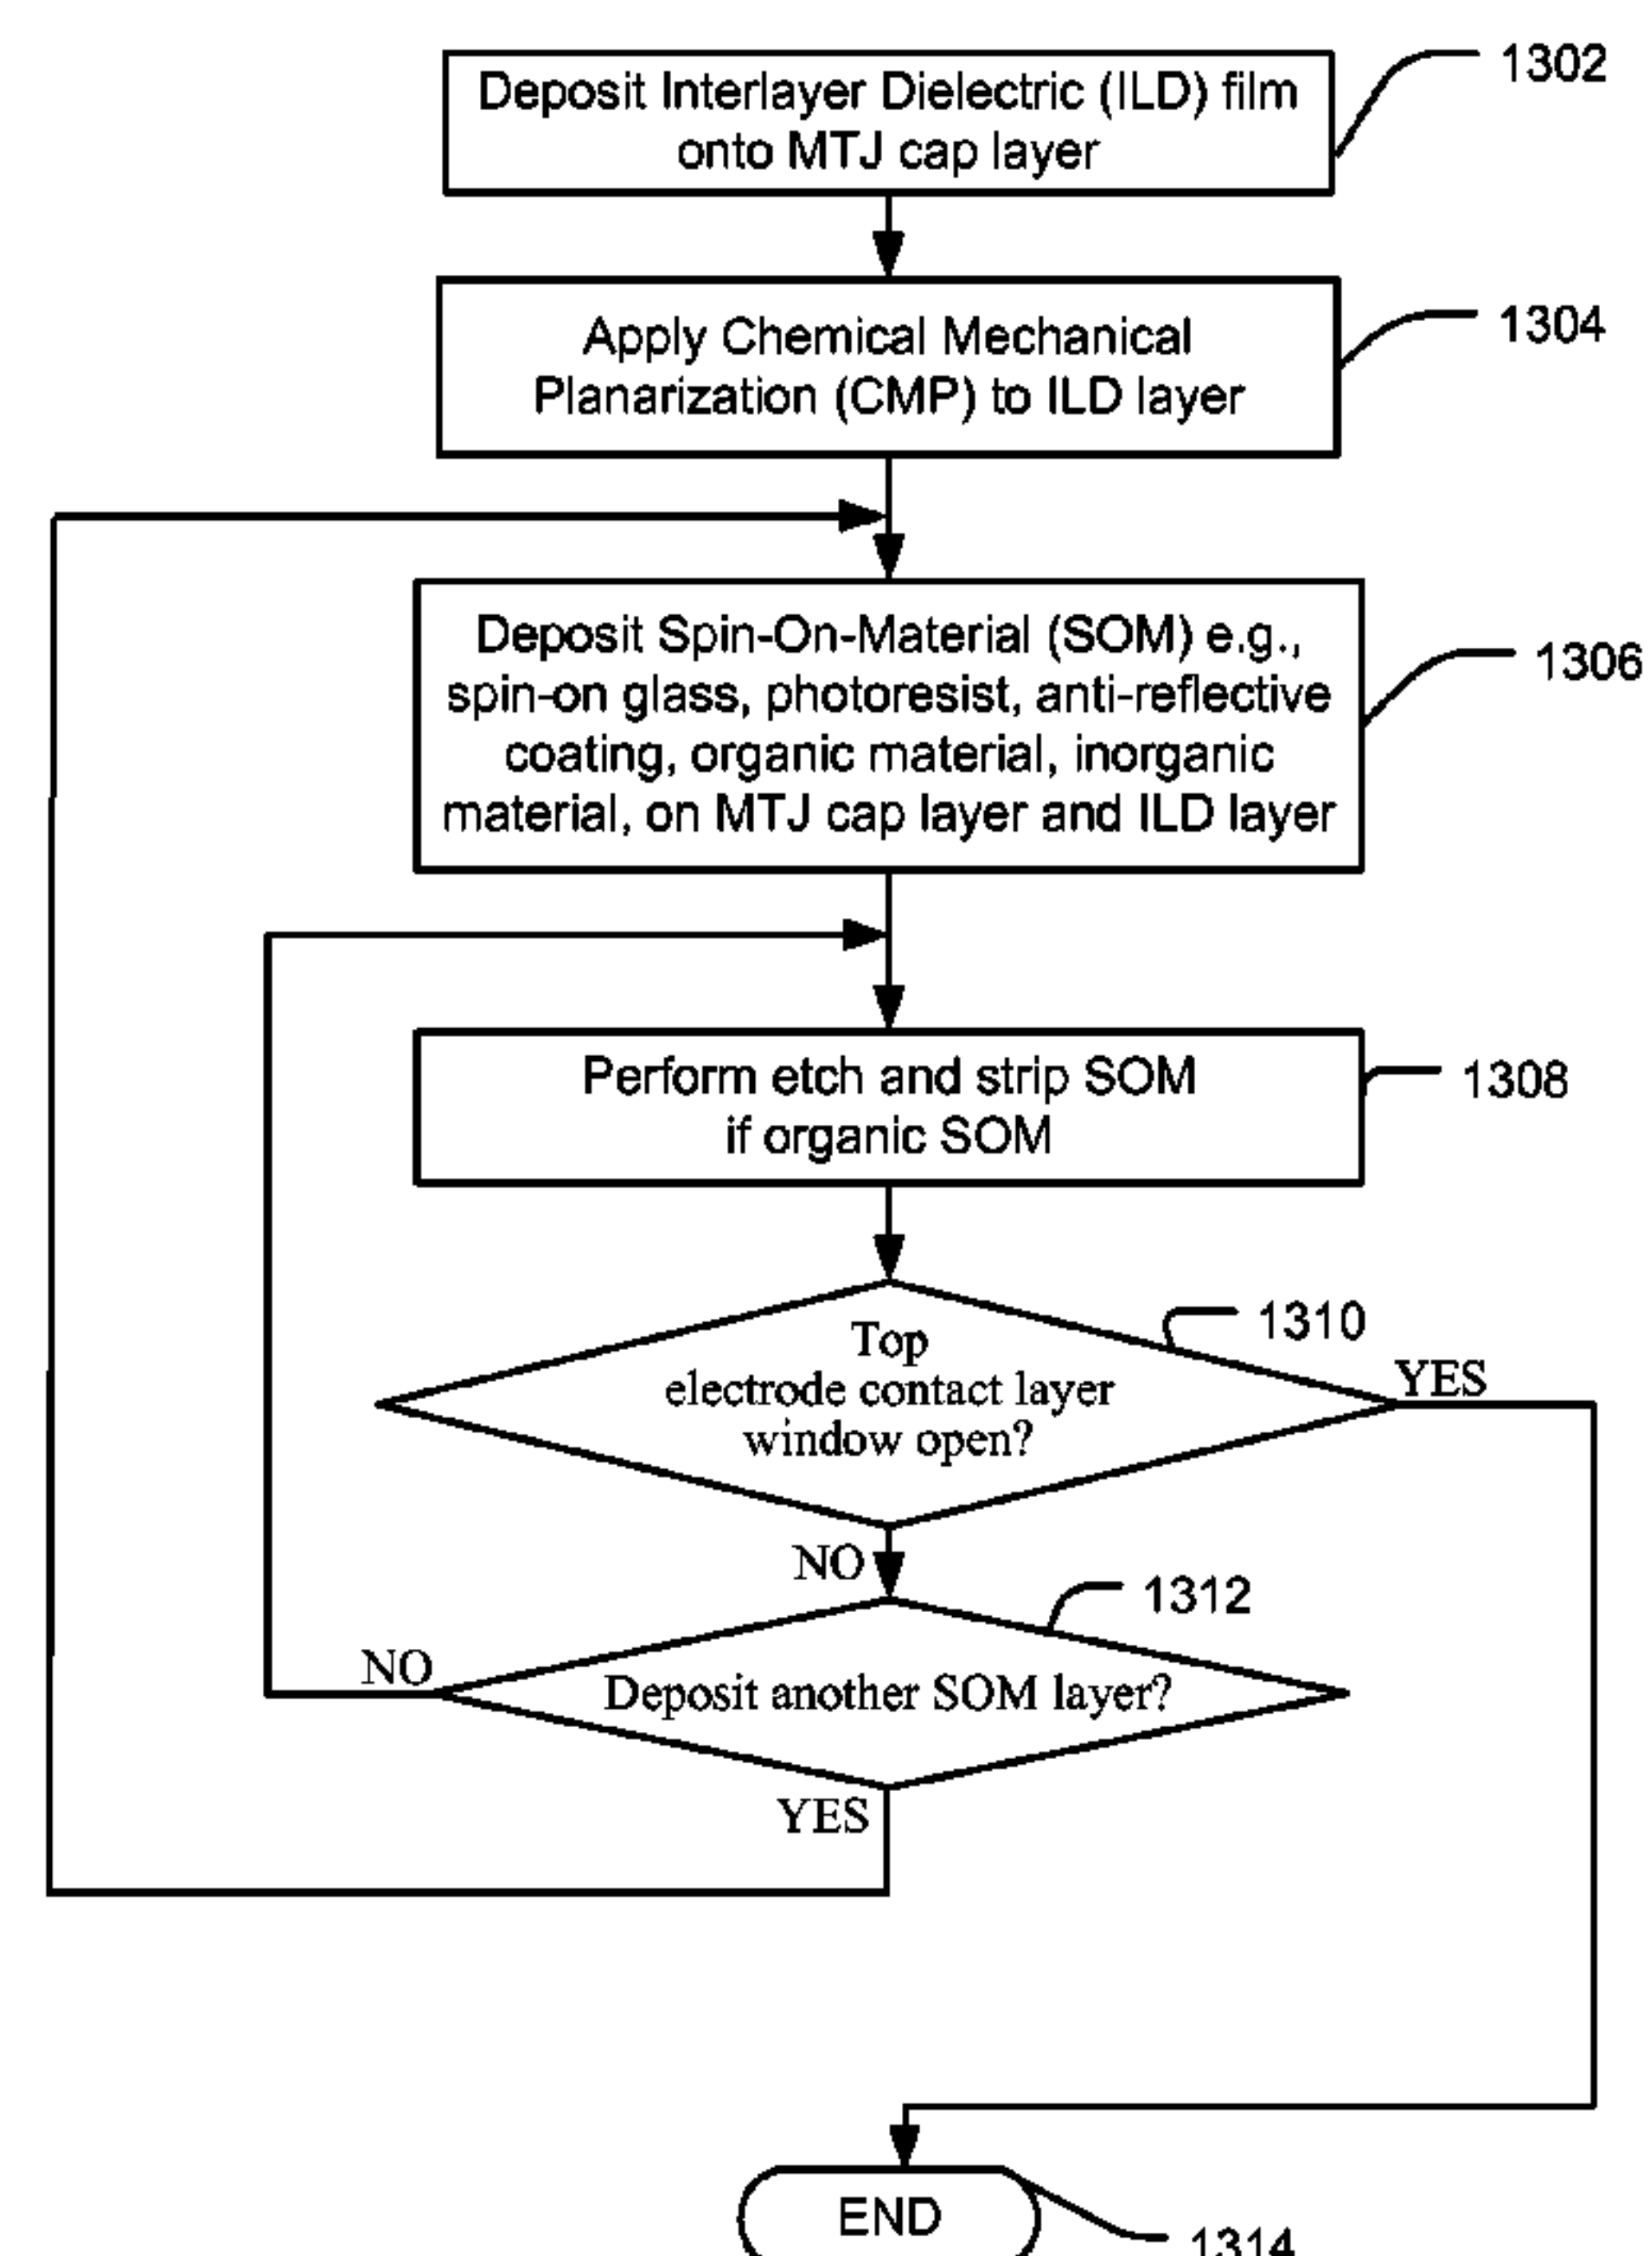 Deposit Interlayer Dielectric (ILD) film
onto MTJ cap layer
1302
Apply Chemical Mechanical
Planarization (CMP) to ILD layer
1304
Deposit Spin-On-Material (SOM) e.g.,
spin-on glass, photoresist, anti-reflective
coating, organic material, inorganic
material, on MTJ cap layer and ILD layer
1306
Perform etch and strip SOM
if organic SOM
1308
Top
electrode contact layer
window open?
1310
YES
NO
1312
Deposit another SOM layer?
NO
YES
END
1314